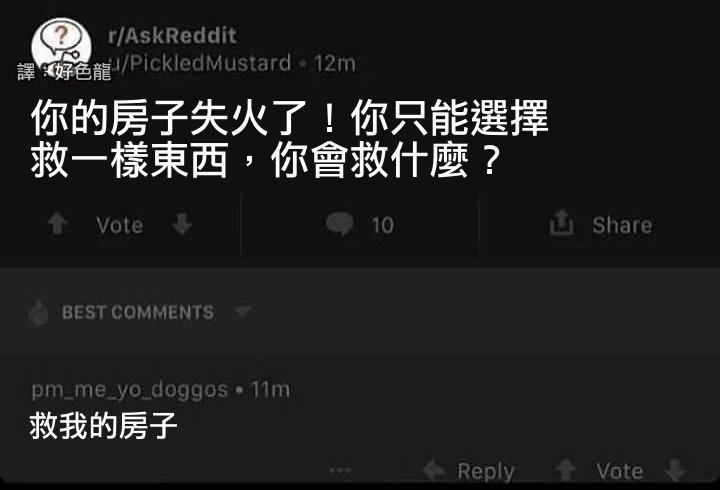 r/AskReddit
u/PickledMustard • 12m
譯：好色龍
你的房子失火了！你只能選擇
救一樣東西，你會救什麼？
Vote 10 Share
BEST COMMENTS
pm_me_yo_doggos • 11m
救我的房子
... Reply Vote